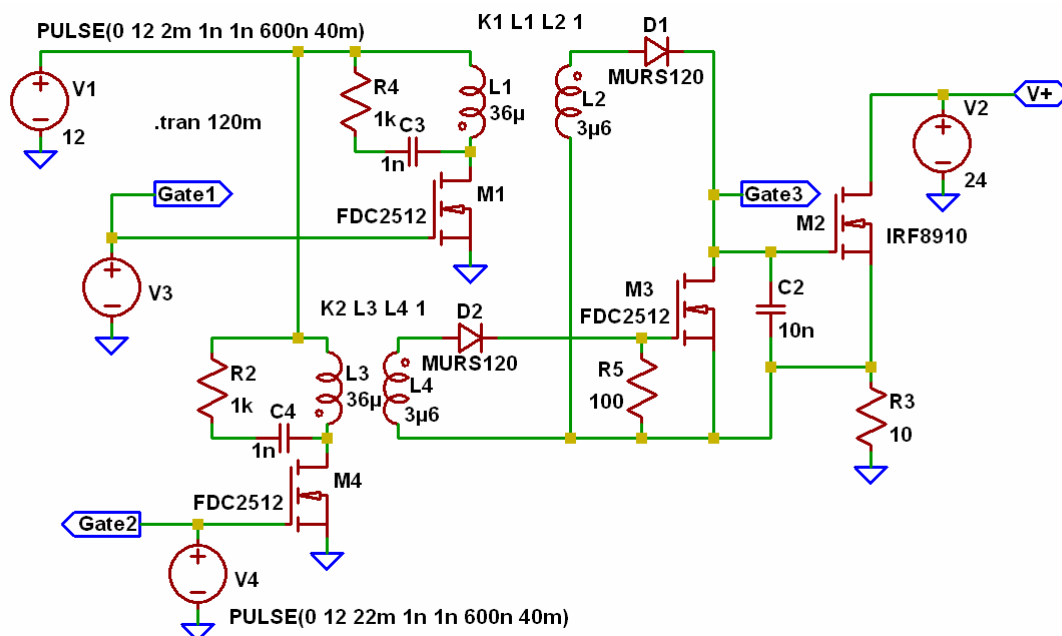 K1 L1 L2 1
D1
PULSE(0 12 2m 1n 1n 600n 40m)
MURS120
V1
R4
L1
L2
1k
36µ
3µ6
V2
V+
12
.tran 120m
C3
1n
24
Gate1
M1
Gate3
FDC2512
M2
IRF8910
V3
M3
C2
K2 L3 L4 1
D2
FDC2512
10n
MURS120
R2
L3
L4
R5
R3
1k
36µ
3µ6
100
10
C4
1n
M4
FDC2512
Gate2
V4
PULSE(0 12 22m 1n 1n 600n 40m)